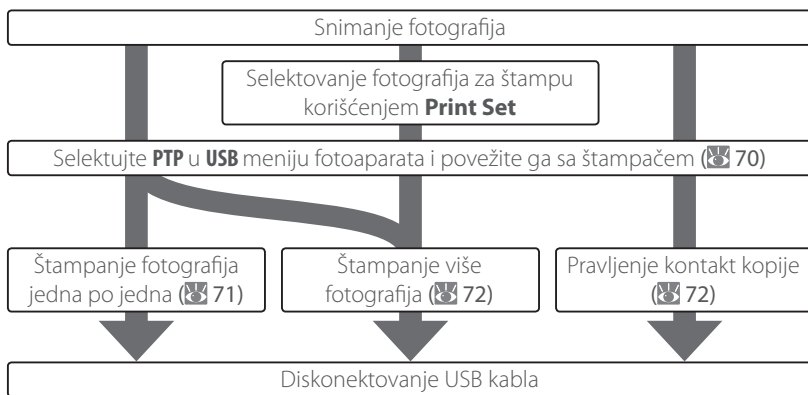 Snimanje fotografija
Selektovanje fotografija za štampu
korišćenjem Print Set
Selektujte PTP u USB meniju fotoaparata i povežite ga sa štampačem (70)
Štampanje fotografija
jedna po jedna (71)
Štampanje više
fotografija (72)
Pravljenje kontakt kopije
(72)
Diskonektovanje USB kabla